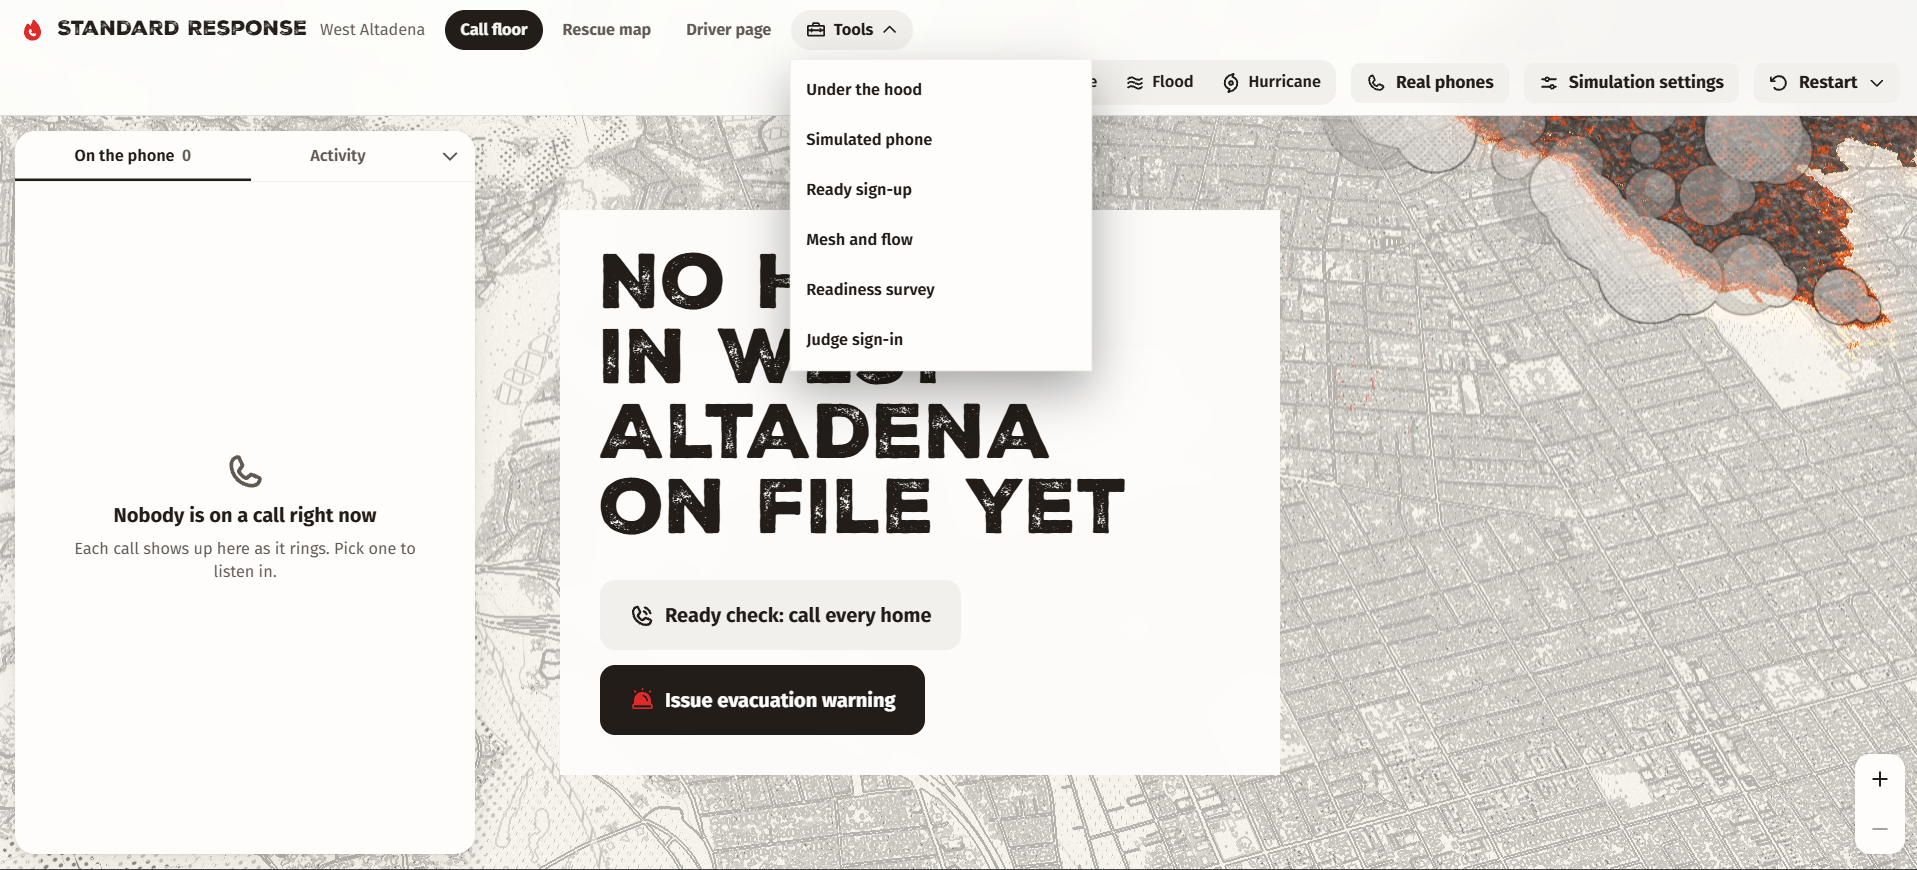 STANDARD RESPONSE West Altadena Call floor Rescue map Driver page Tools
Flood Hurricane Real phones Simulation settings Restart
Under the hood
Simulated phone
Ready sign-up
Mesh and flow
Readiness survey
Judge sign-in
On the phone 0 Activity
Nobody is on a call right now
Each call shows up here as it rings. Pick one to
listen in.
NO
IN WEST
ALTADENA
ON FILE YET
Ready check: call every home
Issue evacuation warning